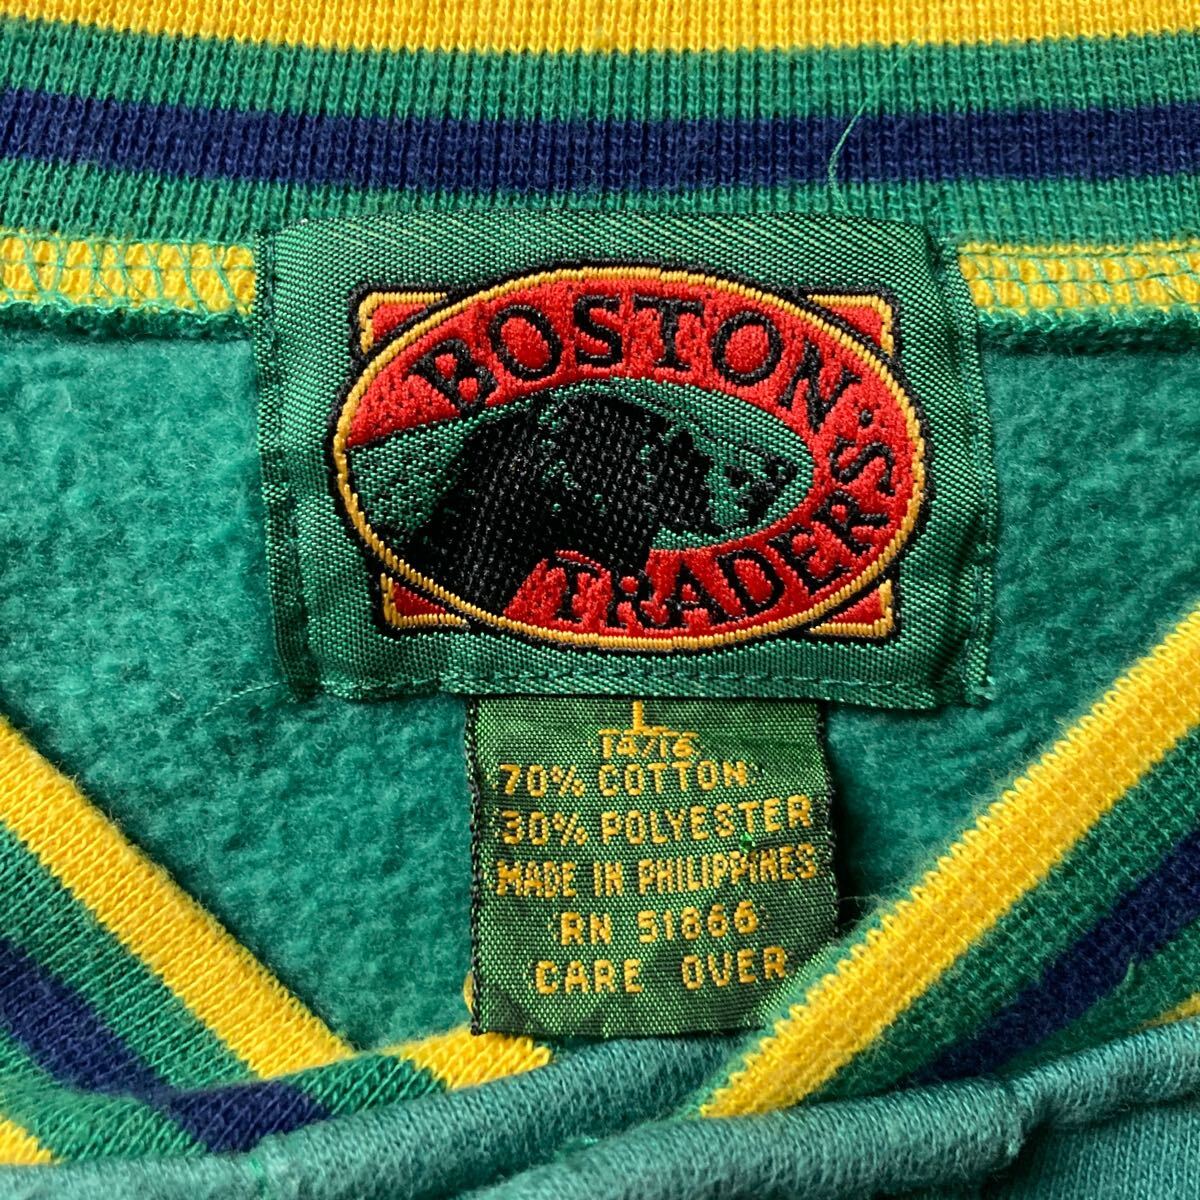 BOSTON
TRADERS
L
14/16
70% COTTON
30% POLYESTER
MADE IN PHILIPPINES
RN 51866
CARE OVER